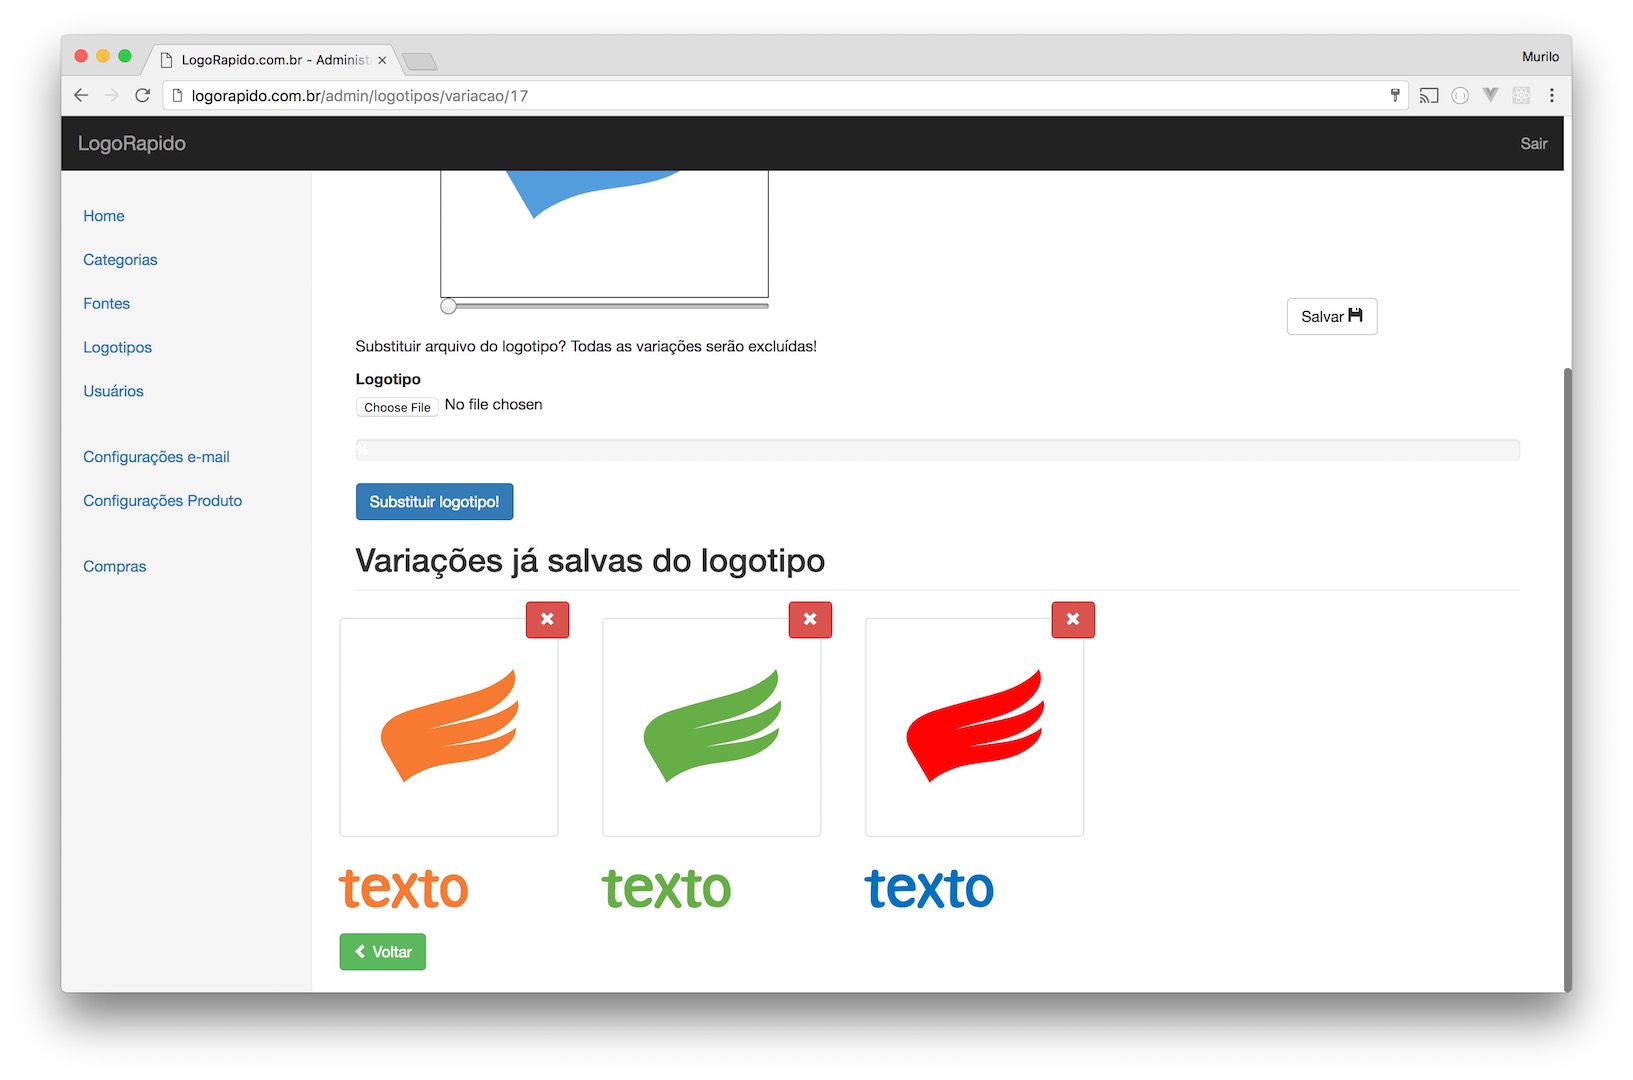 LogoRapido.com.br - Administ
Murilo
logorapido.com.br/admin/logotipos/variacao/17
LogoRapido
Sair
Home
Categorias
Fontes
Logotipos
Usuários
Configurações e-mail
Configurações Produto
Compras
Salvar
Substituir arquivo do logotipo? Todas as variações serão excluídas!
Logotipo
Choose File No file chosen
%
Substituir logotipo!
Variações já salvas do logotipo
texto texto texto
Voltar